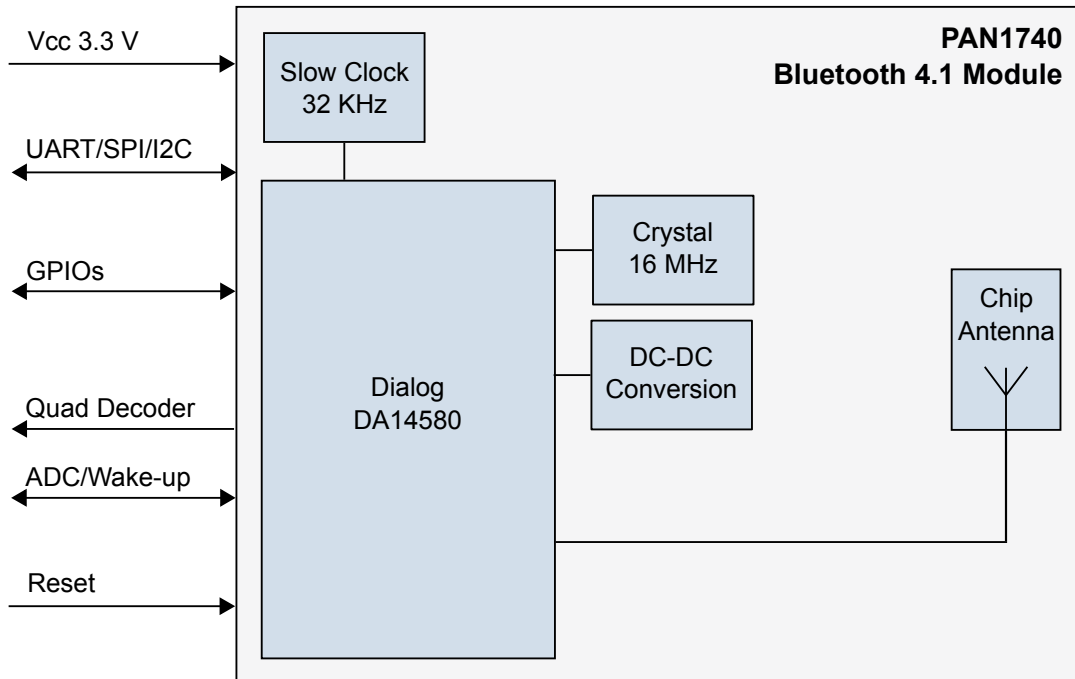 Vcc 3.3 V
UART/SPI/I2C
GPIOs
Quad Decoder
ADC/Wake-up
Reset
PAN1740
Bluetooth 4.1 Module
Slow Clock
32 KHz
Dialog
DA14580
Crystal
16 MHz
DC-DC
Conversion
Chip
Antenna